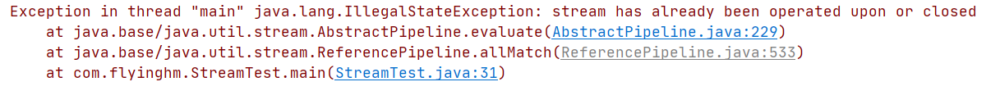 Exception in thread "main" java.lang.IllegalStateException: stream has already been operated upon or closed
at java.base/java.util.stream.AbstractPipeline.evaluate(AbstractPipeline.java:229)
at java.base/java.util.stream.ReferencePipeline.allMatch(ReferencePipeline.java:533)
at com.flyinghm.StreamTest.main(StreamTest.java:31)